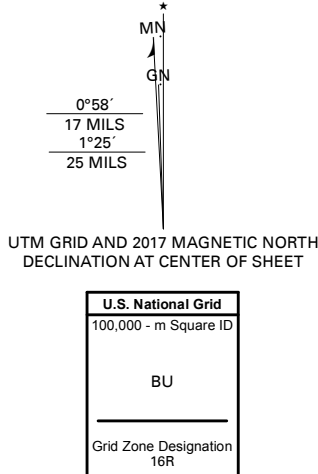 MN
GN
0°58´
17 MILS
1°25´
25 MILS
UTM GRID AND 2017 MAGNETIC NORTH
DECLINATION AT CENTER OF SHEET
U.S. National Grid
100,000 - m Square ID
BU
Grid Zone Designation
16R